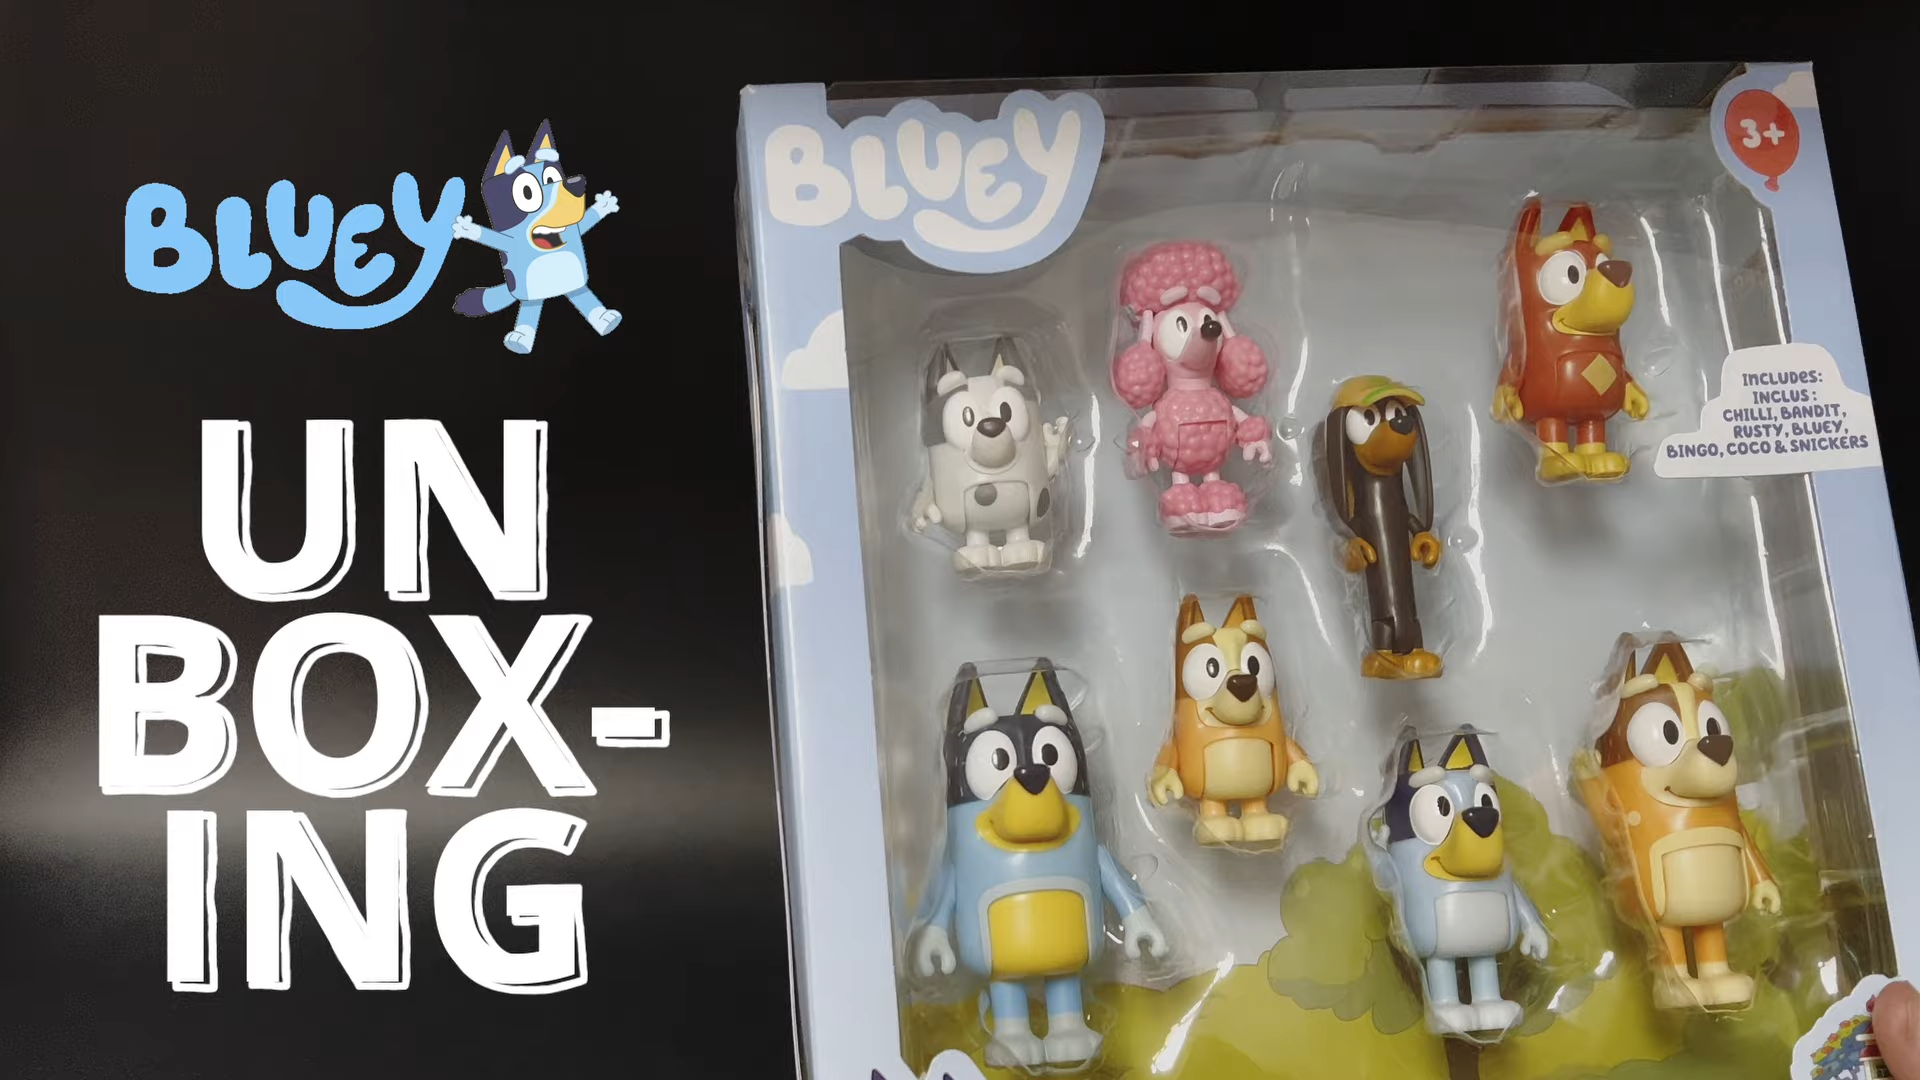 BLUEY
UN
BOX-
ING
BLUEY
3+
INCLUDES:
INCLUS :
CHILLI, BANDIT,
RUSTY, BLUEY,
BINGO, COCO & SNICKERS